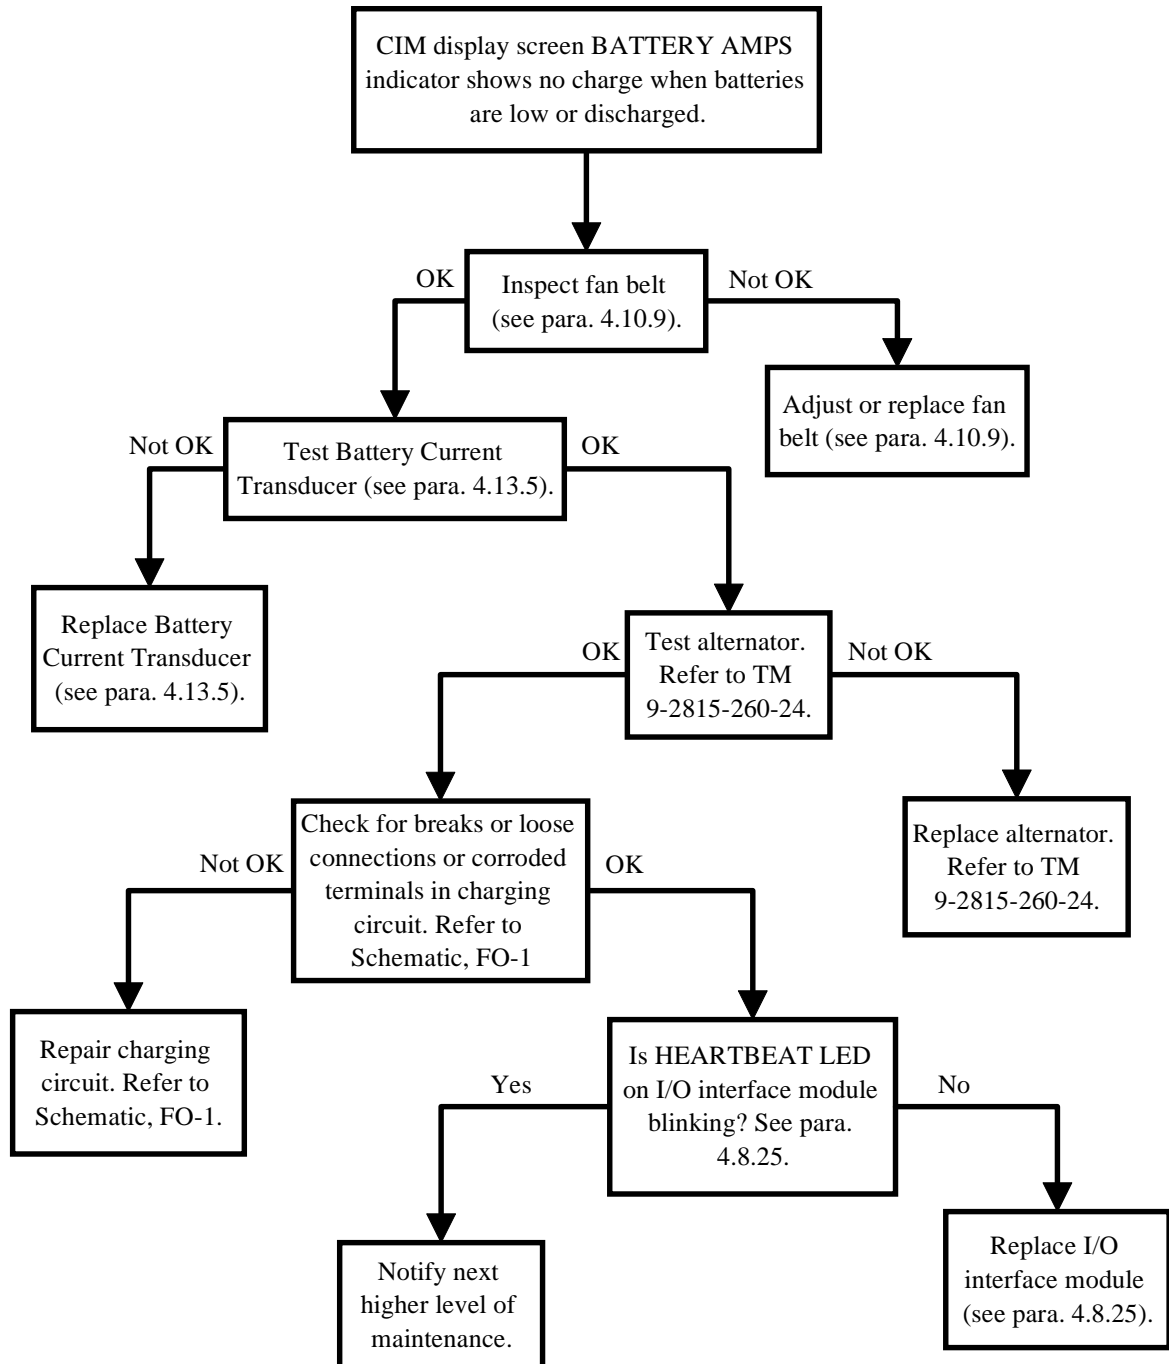 CIM display screen BATTERY AMPS
indicator shows no charge when batteries
are low or discharged.
OK
Inspect fan belt
(see para. 4.10.9).
Not OK
Adjust or replace fan
belt (see para. 4.10.9).
Not OK
Test Battery Current
Transducer (see para. 4.13.5).
OK
Replace Battery
Current Transducer
(see para. 4.13.5).
OK
Test alternator.
Refer to TM
9-2815-260-24.
Not OK
Replace alternator.
Refer to TM
9-2815-260-24.
Not OK
Check for breaks or loose
connections or corroded
terminals in charging
circuit. Refer to
Schematic, FO-1
OK
Repair charging
circuit. Refer to
Schematic, FO-1.
Yes
Is HEARTBEAT LED
on I/O interface module
blinking? See para.
4.8.25.
No
Notify next
higher level of
maintenance.
Replace I/O
interface module
(see para. 4.8.25).